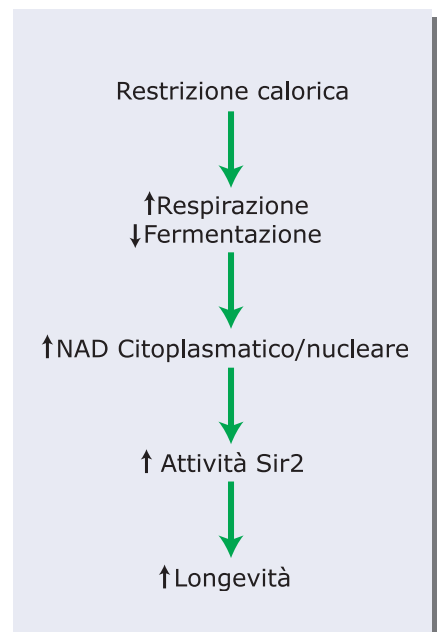 Restrizione calorica
↑Respirazione
↓Fermentazione
↑NAD Citoplasmatico/nucleare
↑ Attività Sir2
↑Longevità